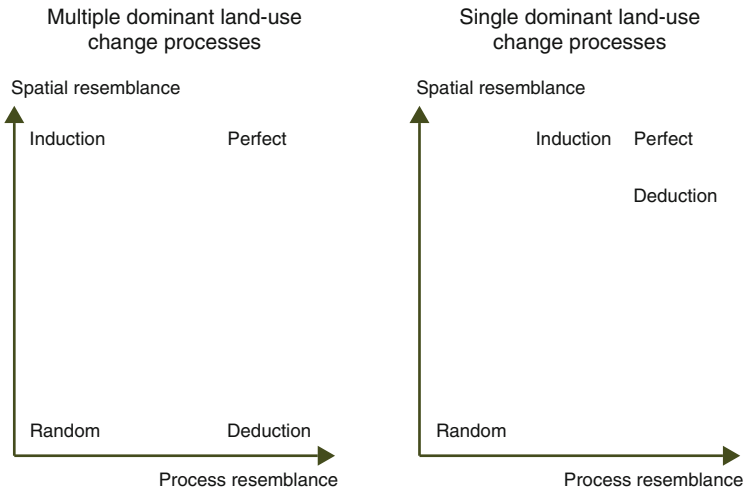 Multiple dominant land-use
change processes
Spatial resemblance
Induction
Perfect
Random
Deduction
Process resemblance
Single dominant land-use
change processes
Spatial resemblance
Induction
Perfect
Deduction
Random
Process resemblance